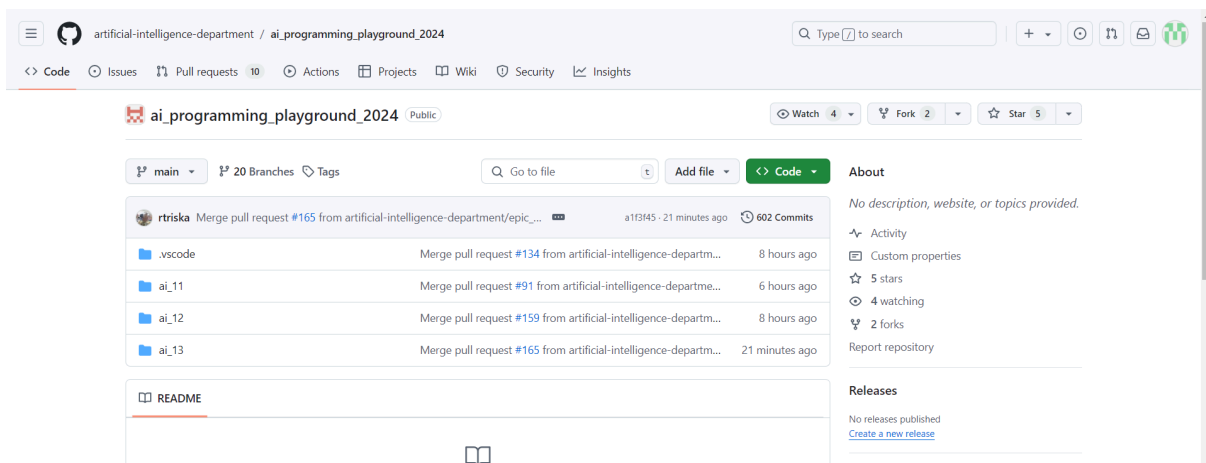 artificial-intelligence-department / ai_programming_playground_2024 Type / to search
Code Issues Pull requests 10 Actions Projects Wiki Security Insights
ai_programming_playground_2024 Public Watch 4 Fork 2 Star 5
main 20 Branches Tags Go to file t Add file Code
rtriska Merge pull request #165 from artificial-intelligence-department/epic_... a1f3f45 · 21 minutes ago 602 Commits
.vscode Merge pull request #134 from artificial-intelligence-departm... 8 hours ago
ai_11 Merge pull request #91 from artificial-intelligence-departme... 6 hours ago
ai_12 Merge pull request #159 from artificial-intelligence-departm... 8 hours ago
ai_13 Merge pull request #165 from artificial-intelligence-departm... 21 minutes ago
README
About
No description, website, or topics provided.
Activity
Custom properties
5 stars
4 watching
2 forks
Report repository
Releases
No releases published
Create a new release